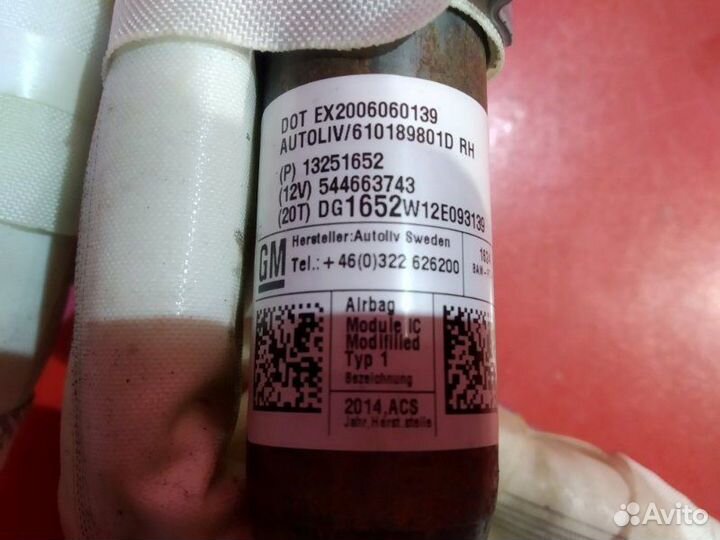 DOT EX2006060139
AUTOLIV/610189801D RH
(P) 13251652
(12V) 544663743
(20T) DG1652W12E093139
GM
Hersteller:Autoliv Sweden
Tel.: +46(0)322 626200
Airbag
Module IC
Modifilled
Typ 1
Bezeichnung
2014,ACS
Jahr,Herst.stelle
Avito